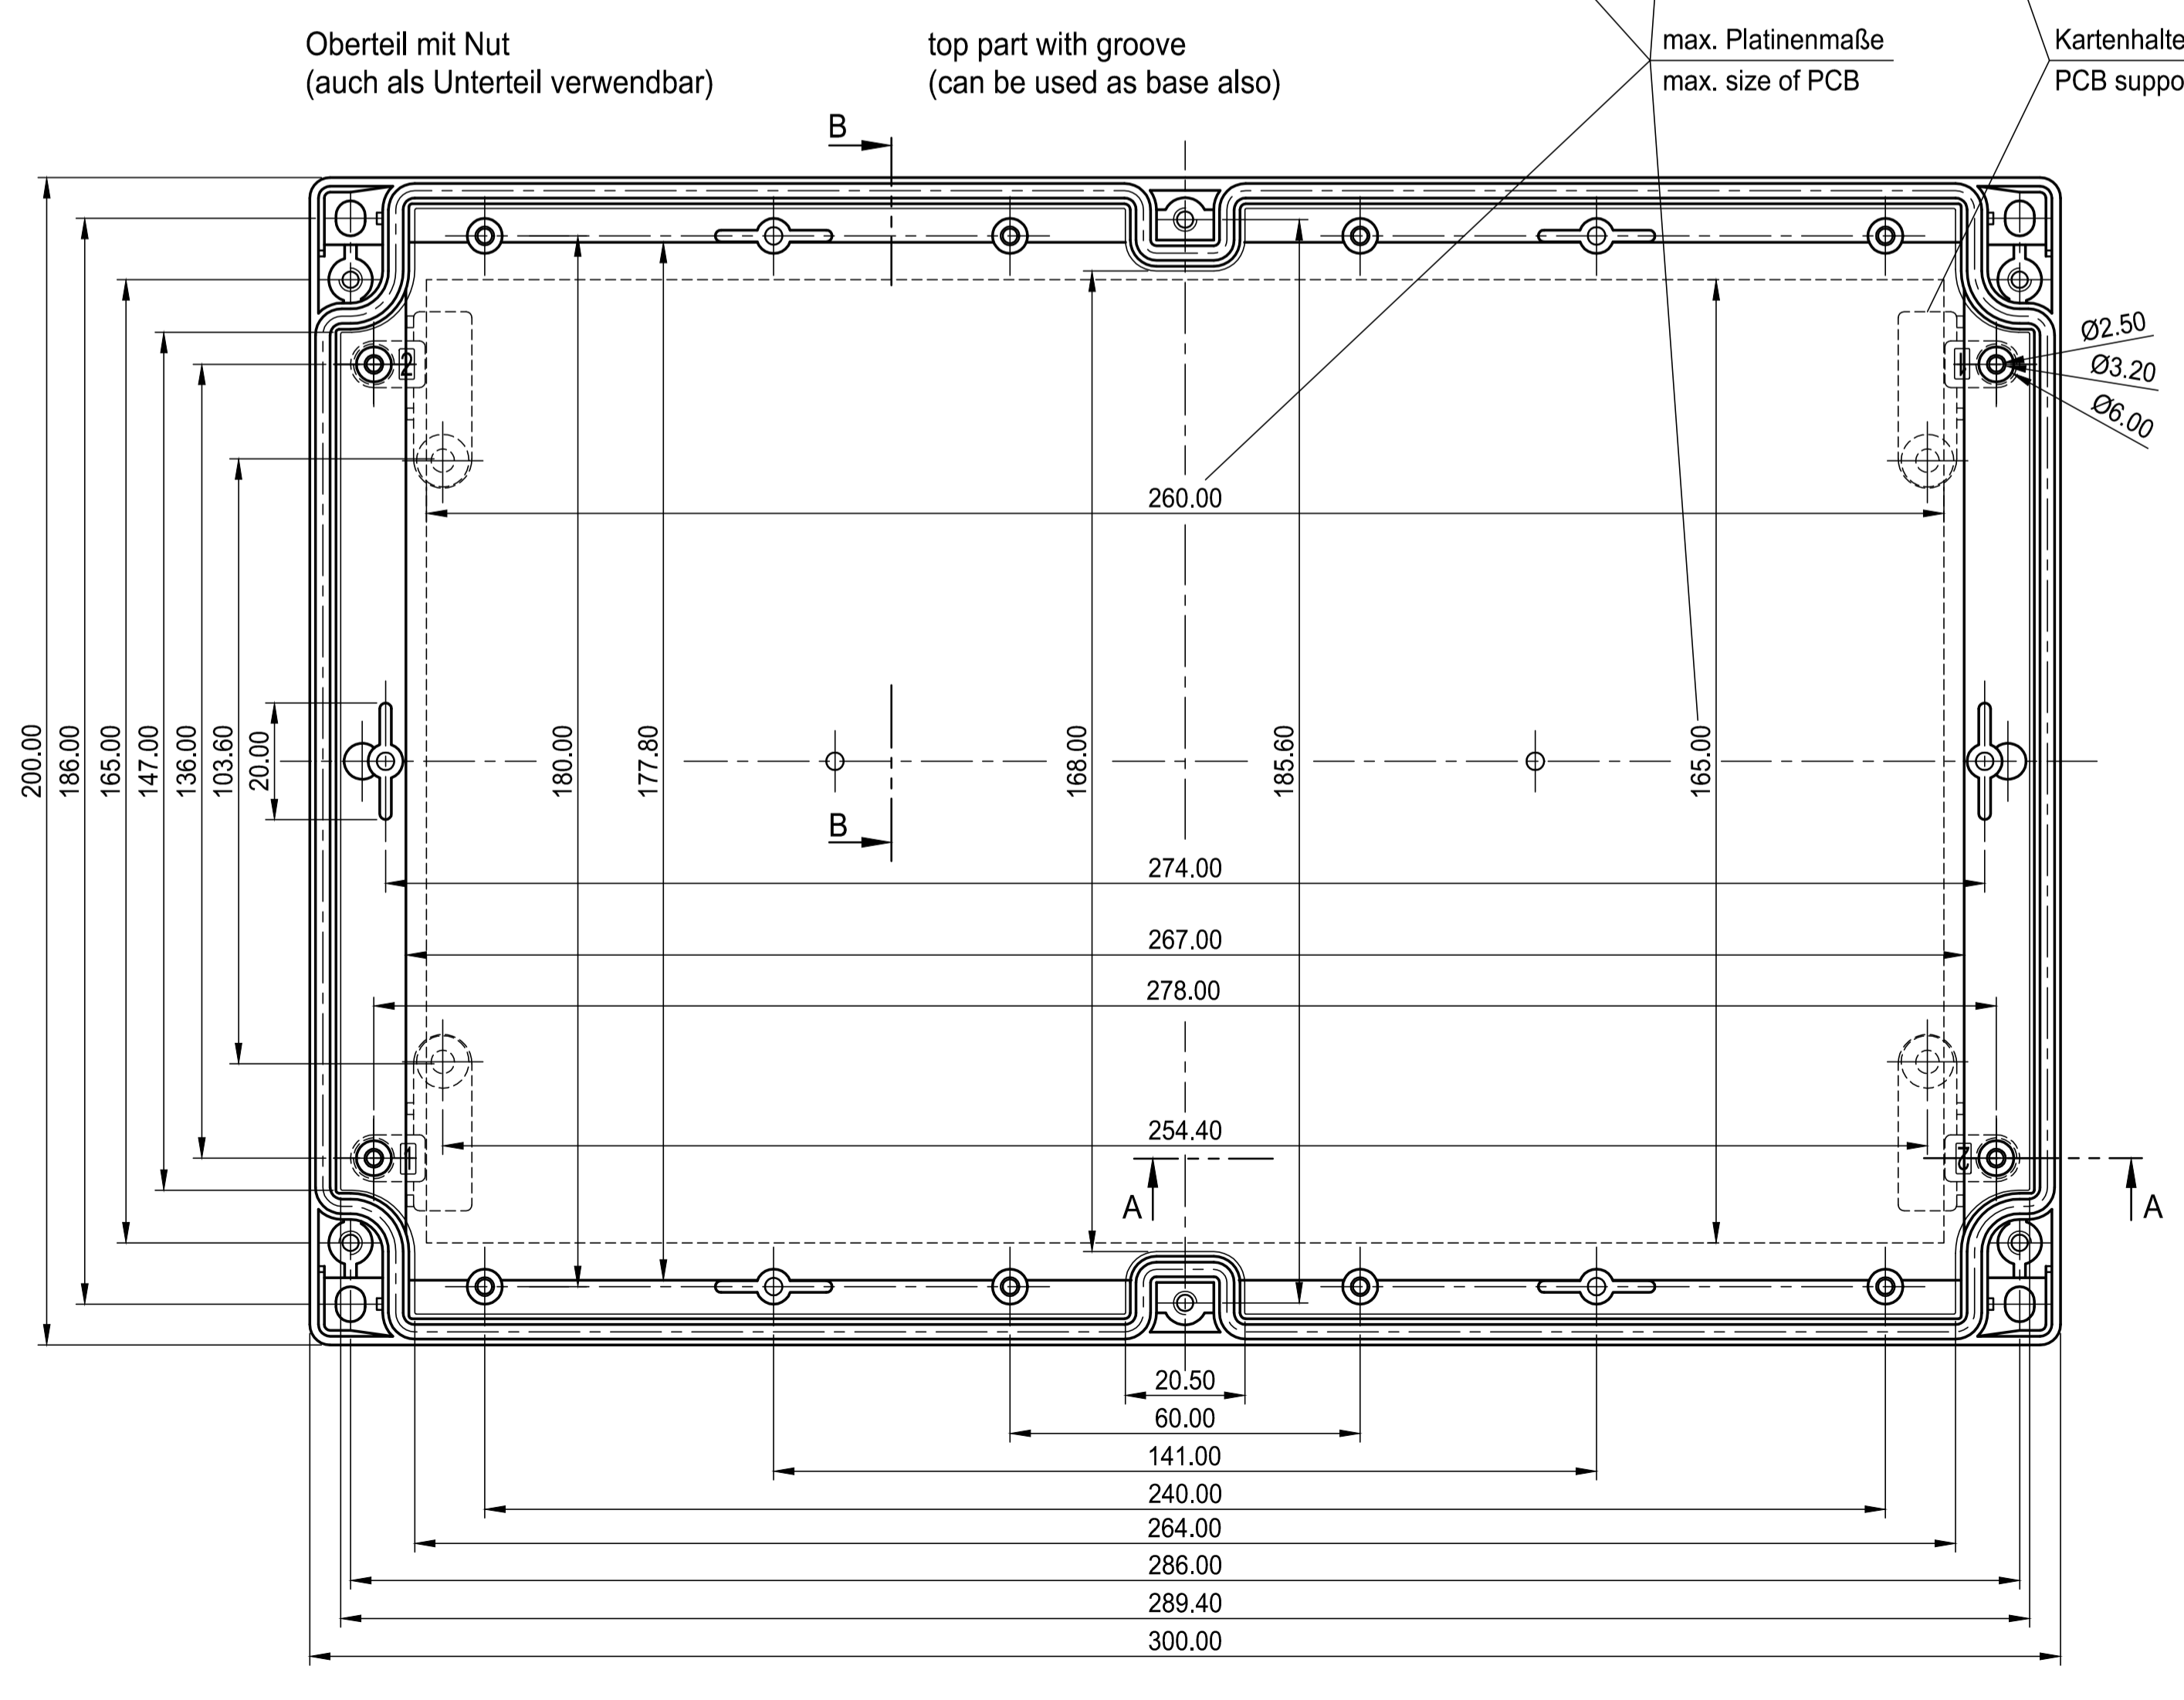 Oberteil mit Nut
(auch als Unterteil verwendbar)
top part with groove
(can be used as base also)
max. Platinenmaße
max. size of PCB
Kartenhalte
PCB suppo
B
Ø2.50
Ø3.20
Ø6.00
2
1
260.00
200.00
186.00
165.00
147.00
136.00
103.60
20.00
180.00
177.80
168.00
185.60
165.00
B
274.00
267.00
278.00
254.40
1
2
A
A
20.50
60.00
141.00
240.00
264.00
286.00
289.40
300.00